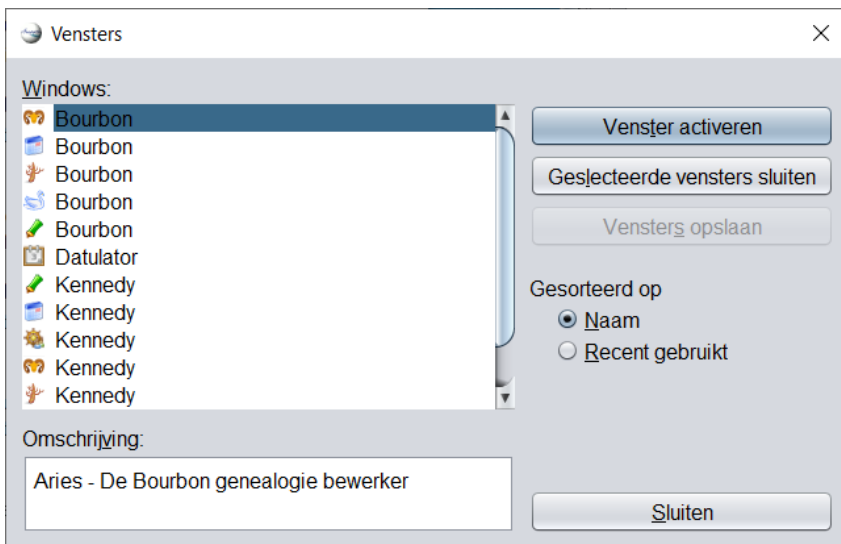 Vensters
Windows:
Bourbon
Bourbon
Bourbon
Bourbon
Bourbon
Datulator
Kennedy
Kennedy
Kennedy
Kennedy
Kennedy
Venster activeren
Geslecteerde vensters sluiten
Vensters opslaan
Gesorteerd op
Naam
Recent gebruikt
Omschrijving:
Aries - De Bourbon genealogie bewerker
Sluiten